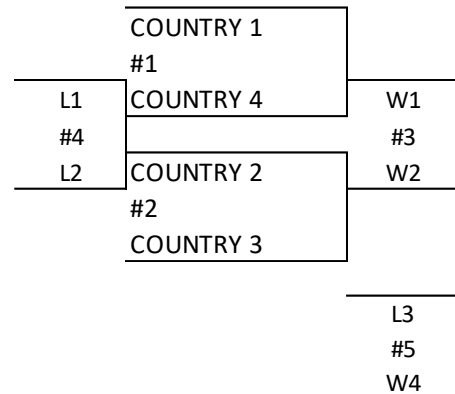 COUNTRY 1
#1
L1 COUNTRY 4 W1
#4 #3
L2 COUNTRY 2 W2
#2
COUNTRY 3
L3
#5
W4